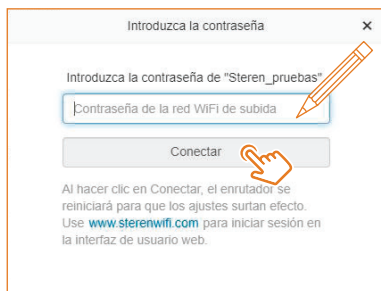 Introduzca la contraseña ×
Introduzca la contraseña de "Steren_pruebas"
Contraseña de la red WiFi de subida
Conectar
Al hacer clic en Conectar, el enrutador se
reiniciará para que los ajustes surtan efecto.
Use www.sterenwifi.com para iniciar sesión en
la interfaz de usuario web.